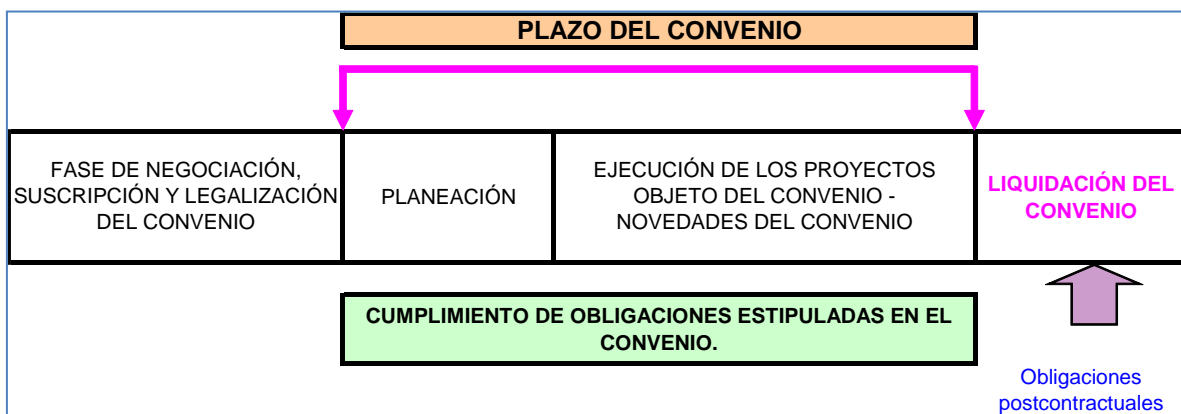 PLAZO DEL CONVENIO
FASE DE NEGOCIACIÓN,
SUSCRIPCIÓN Y LEGALIZACIÓN
DEL CONVENIO
PLANEACIÓN
EJECUCIÓN DE LOS PROYECTOS
OBJETO DEL CONVENIO -
NOVEDADES DEL CONVENIO
LIQUIDACIÓN DEL
CONVENIO
CUMPLIMIENTO DE OBLIGACIONES ESTIPULADAS EN EL
CONVENIO.
Obligaciones
postcontractuales